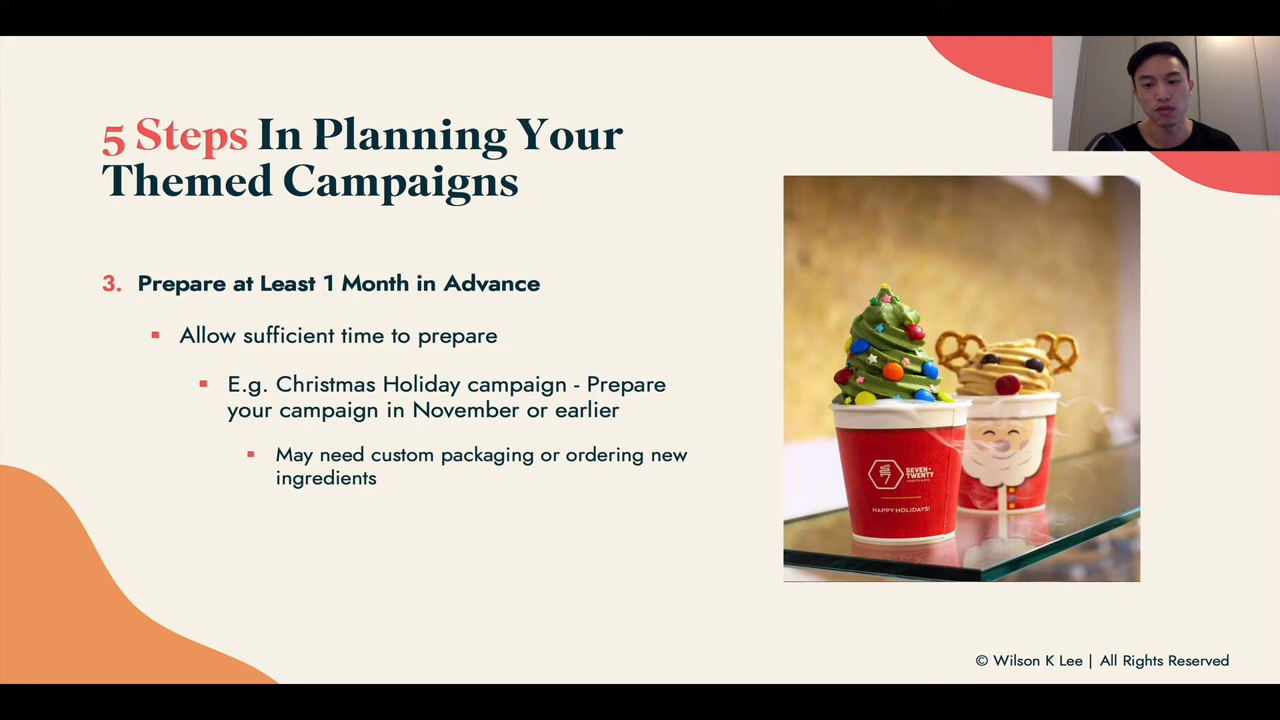 5 Steps In Planning Your
Themed Campaigns
3. Prepare at Least 1 Month in Advance
Allow sufficient time to prepare
E.g. Christmas Holiday campaign - Prepare
your campaign in November or earlier
May need custom packaging or ordering new
ingredients
SEVEN+
TWENTY
HAPPY HOLIDAYS!
© Wilson K Lee | All Rights Reserved